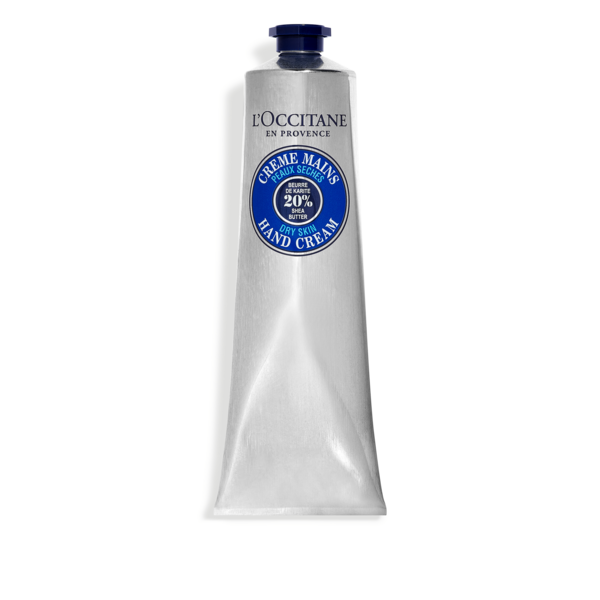 L'OCCITANE
EN PROVENCE
CREME MAINS
PEAUX SECHES
BEURRE
DE KARITE
20%
SHEA
BUTTER
DRY SKIN
HAND CREAM